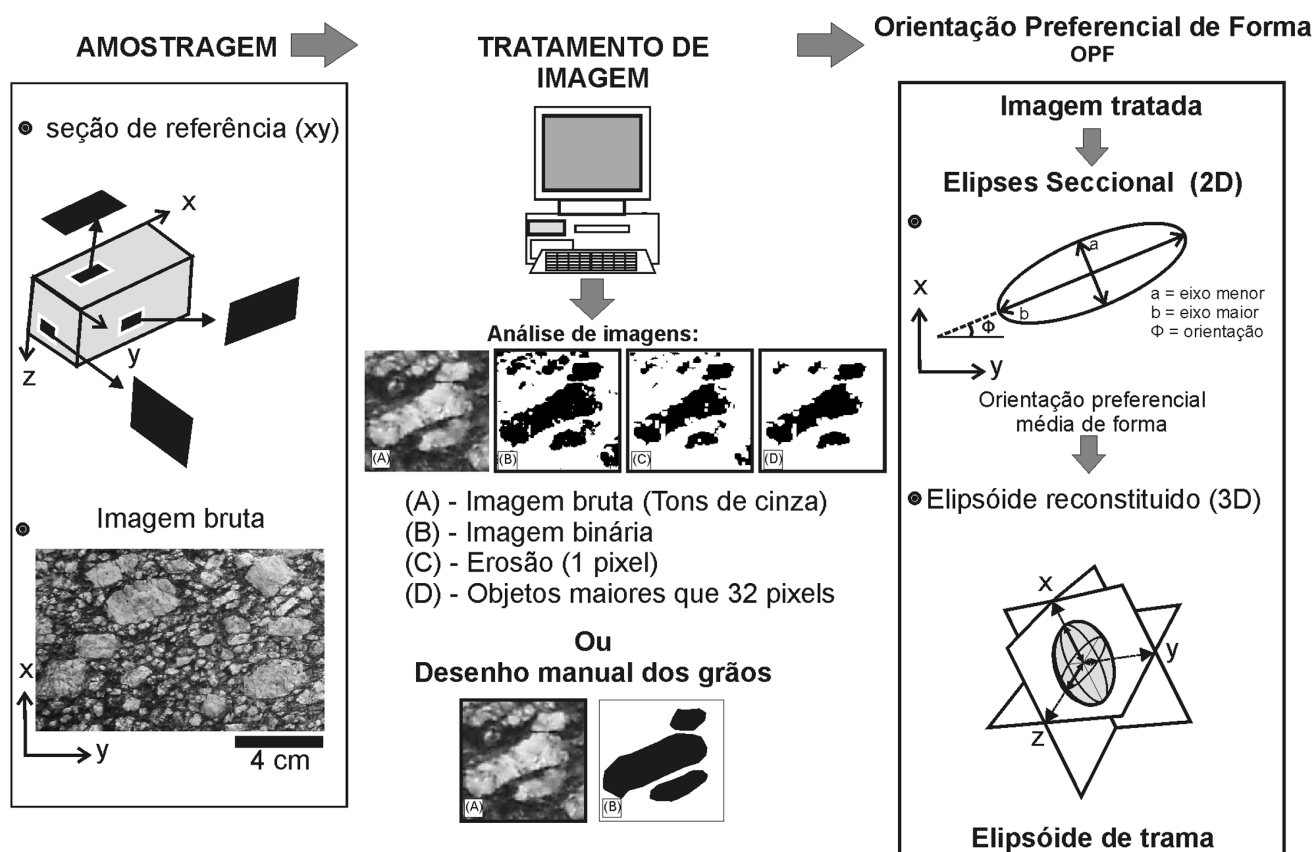 AMOSTRAGEM
seção de referência (xy)
x
y
z
Imagem bruta
x
y
4 cm
TRATAMENTO DE
IMAGEM
Análise de imagens:
(A)
(B)
(C)
(D)
(A) - Imagem bruta (Tons de cinza)
(B) - Imagem binária
(C) - Erosão (1 pixel)
(D) - Objetos maiores que 32 pixels
Ou
Desenho manual dos grãos
(A)
(B)
Orientação Preferencial de Forma
OPF
Imagem tratada
Elipses Seccional (2D)
a
b
Φ
x
y
a = eixo menor
b = eixo maior
Φ = orientação
Orientação preferencial
média de forma
Elipsóide reconstituido (3D)
x
y
z
Elipsóide de trama